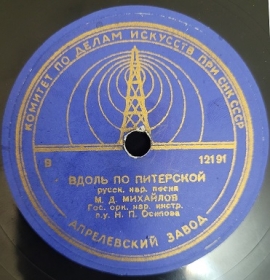 КОМИТЕТ ПО ДЕЛАМ ИСКУССТВ ПРИ СНК СССР
В 12191
ВДОЛЬ ПО ПИТЕРСКОЙ
русск. нар. песня
М. Д. МИХАЙЛОВ
Гос. орк. нар. инстр.
п.у. Н. П. Осипова
АПРЕЛЕВСКИЙ ЗАВОД